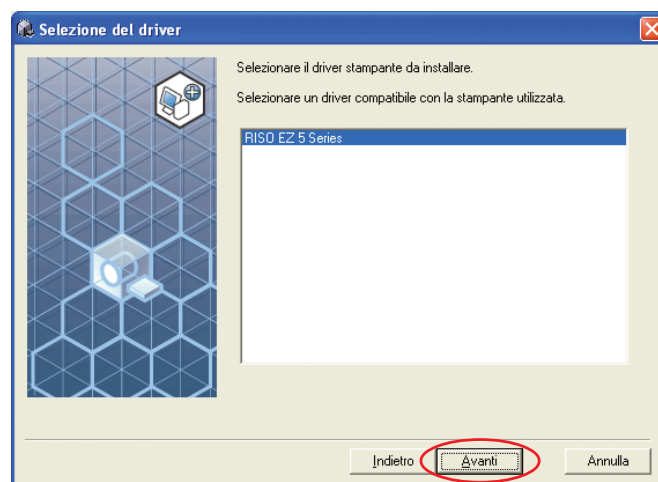 Selezione del driver
Selezionare il driver stampante da installare.
Selezionare un driver compatibile con la stampante utilizzata.
RISO EZ 5 Series
Indietro
Avanti
Annulla